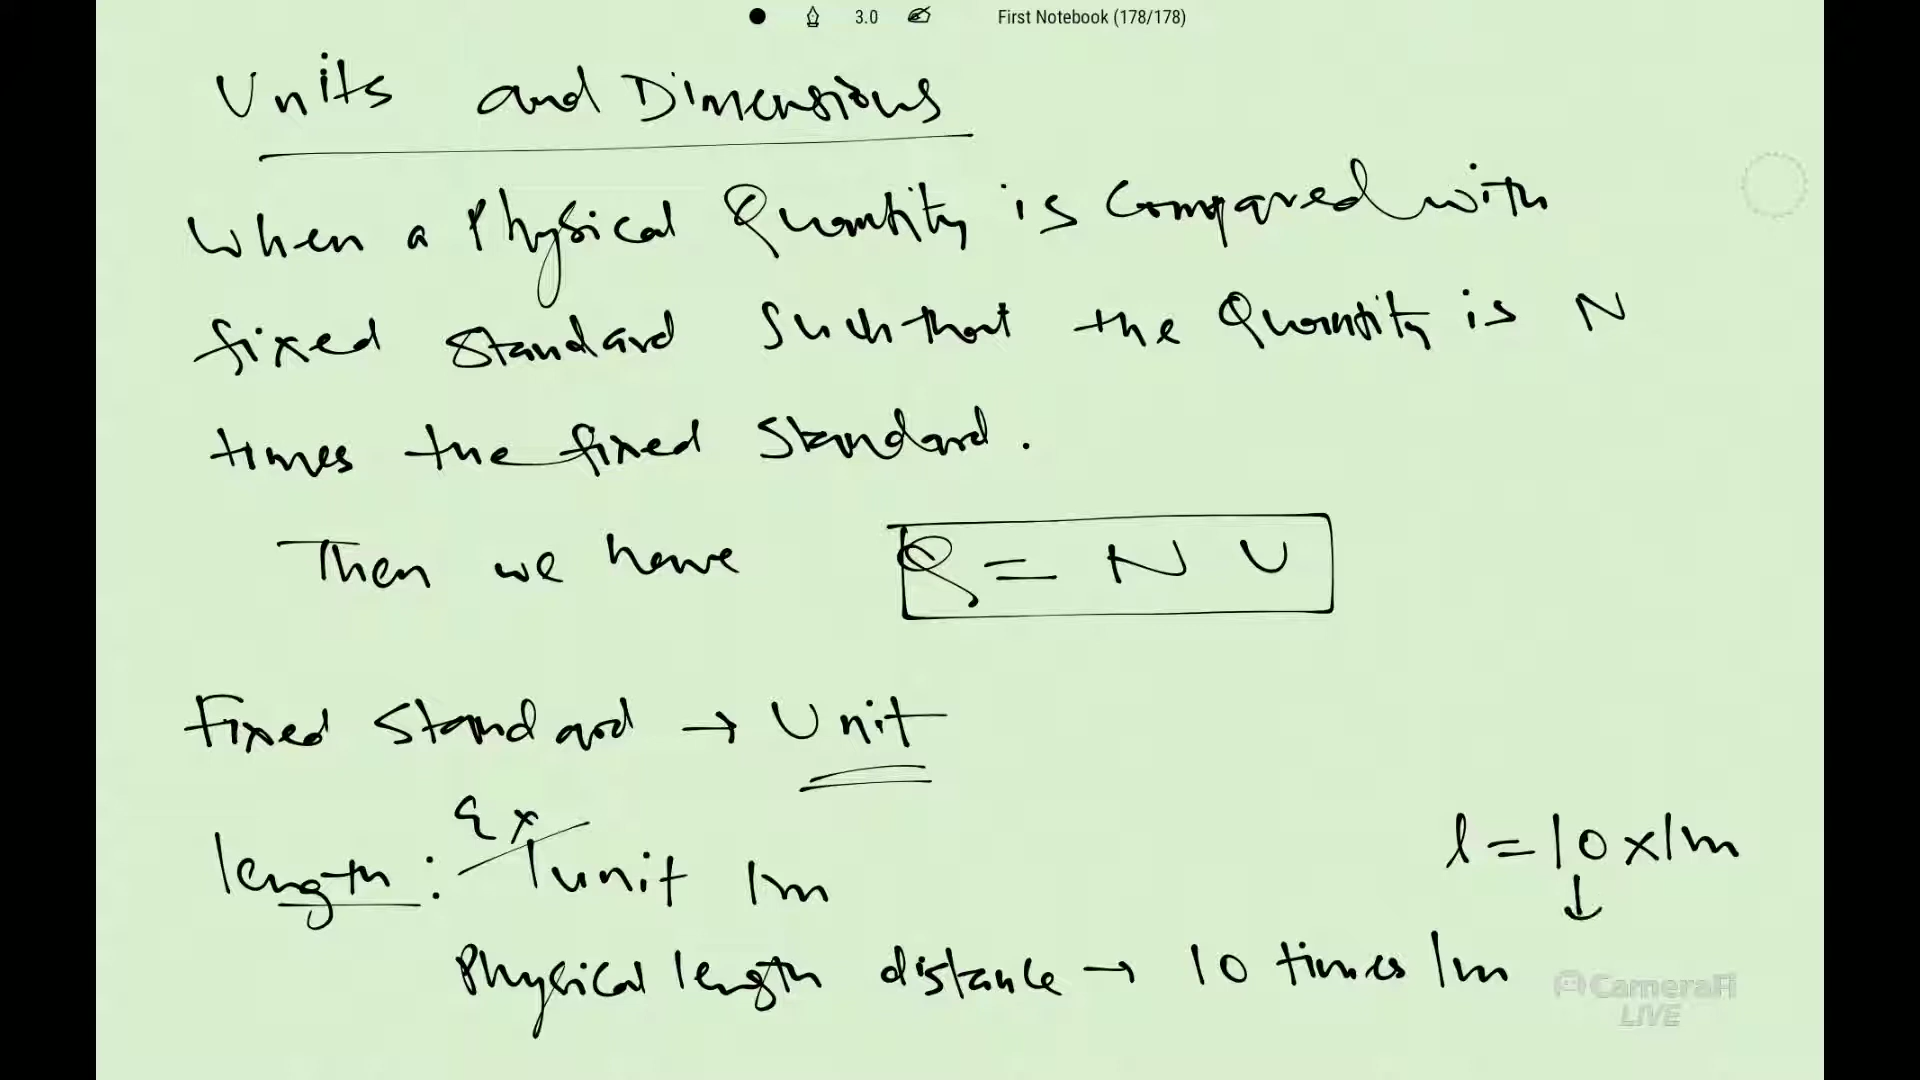 3.0 First Notebook (178/178)
Units and Dimensions
When a Physical Quantity is Compared with
fixed standard Such that the Quantity is N
times the fixed Standard.
Then we have Q = N U
Fixed Standard → Unit
Ex
length: 1unit 1m
l = 10 x 1m
↓
Physical length distance → 10 times 1m
CameraFi
LIVE